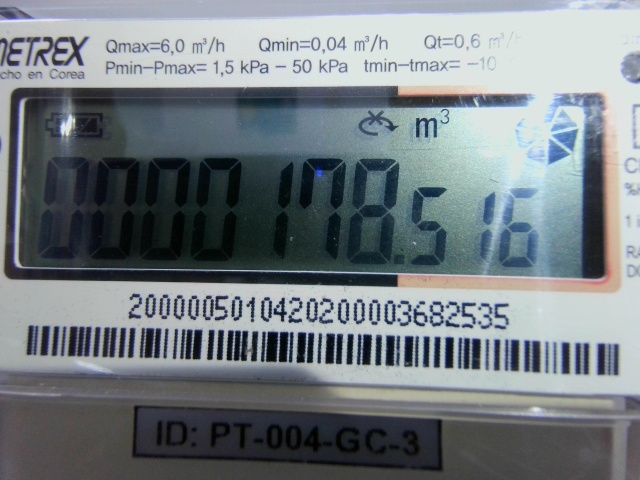 METREX
Qmax=6,0 m³/h Qmin=0,04 m³/h Qt=0,6 m³/h
cho en Corea
Pmin-Pmax= 1,5 kPa - 50 kPa tmin-tmax= -10
m³
0000178.516
20000050104202000003682535
ID: PT-004-GC-3